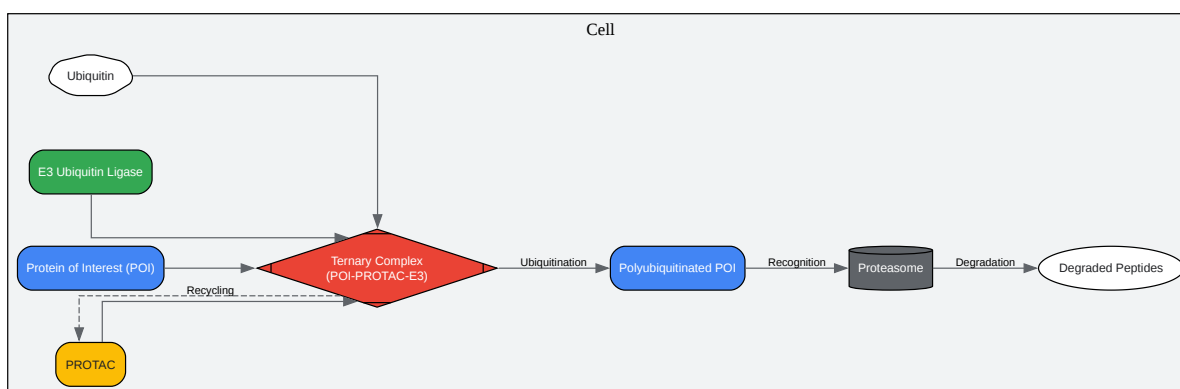 Cell
Ubiquitin
E3 Ubiquitin Ligase
Protein of Interest (POI)
Ternary Complex
(POI-PROTAC-E3)
Ubiquitination
Polyubiquitinated POI
Recognition
Proteasome
Degradation
Degraded Peptides
Recycling
PROTAC